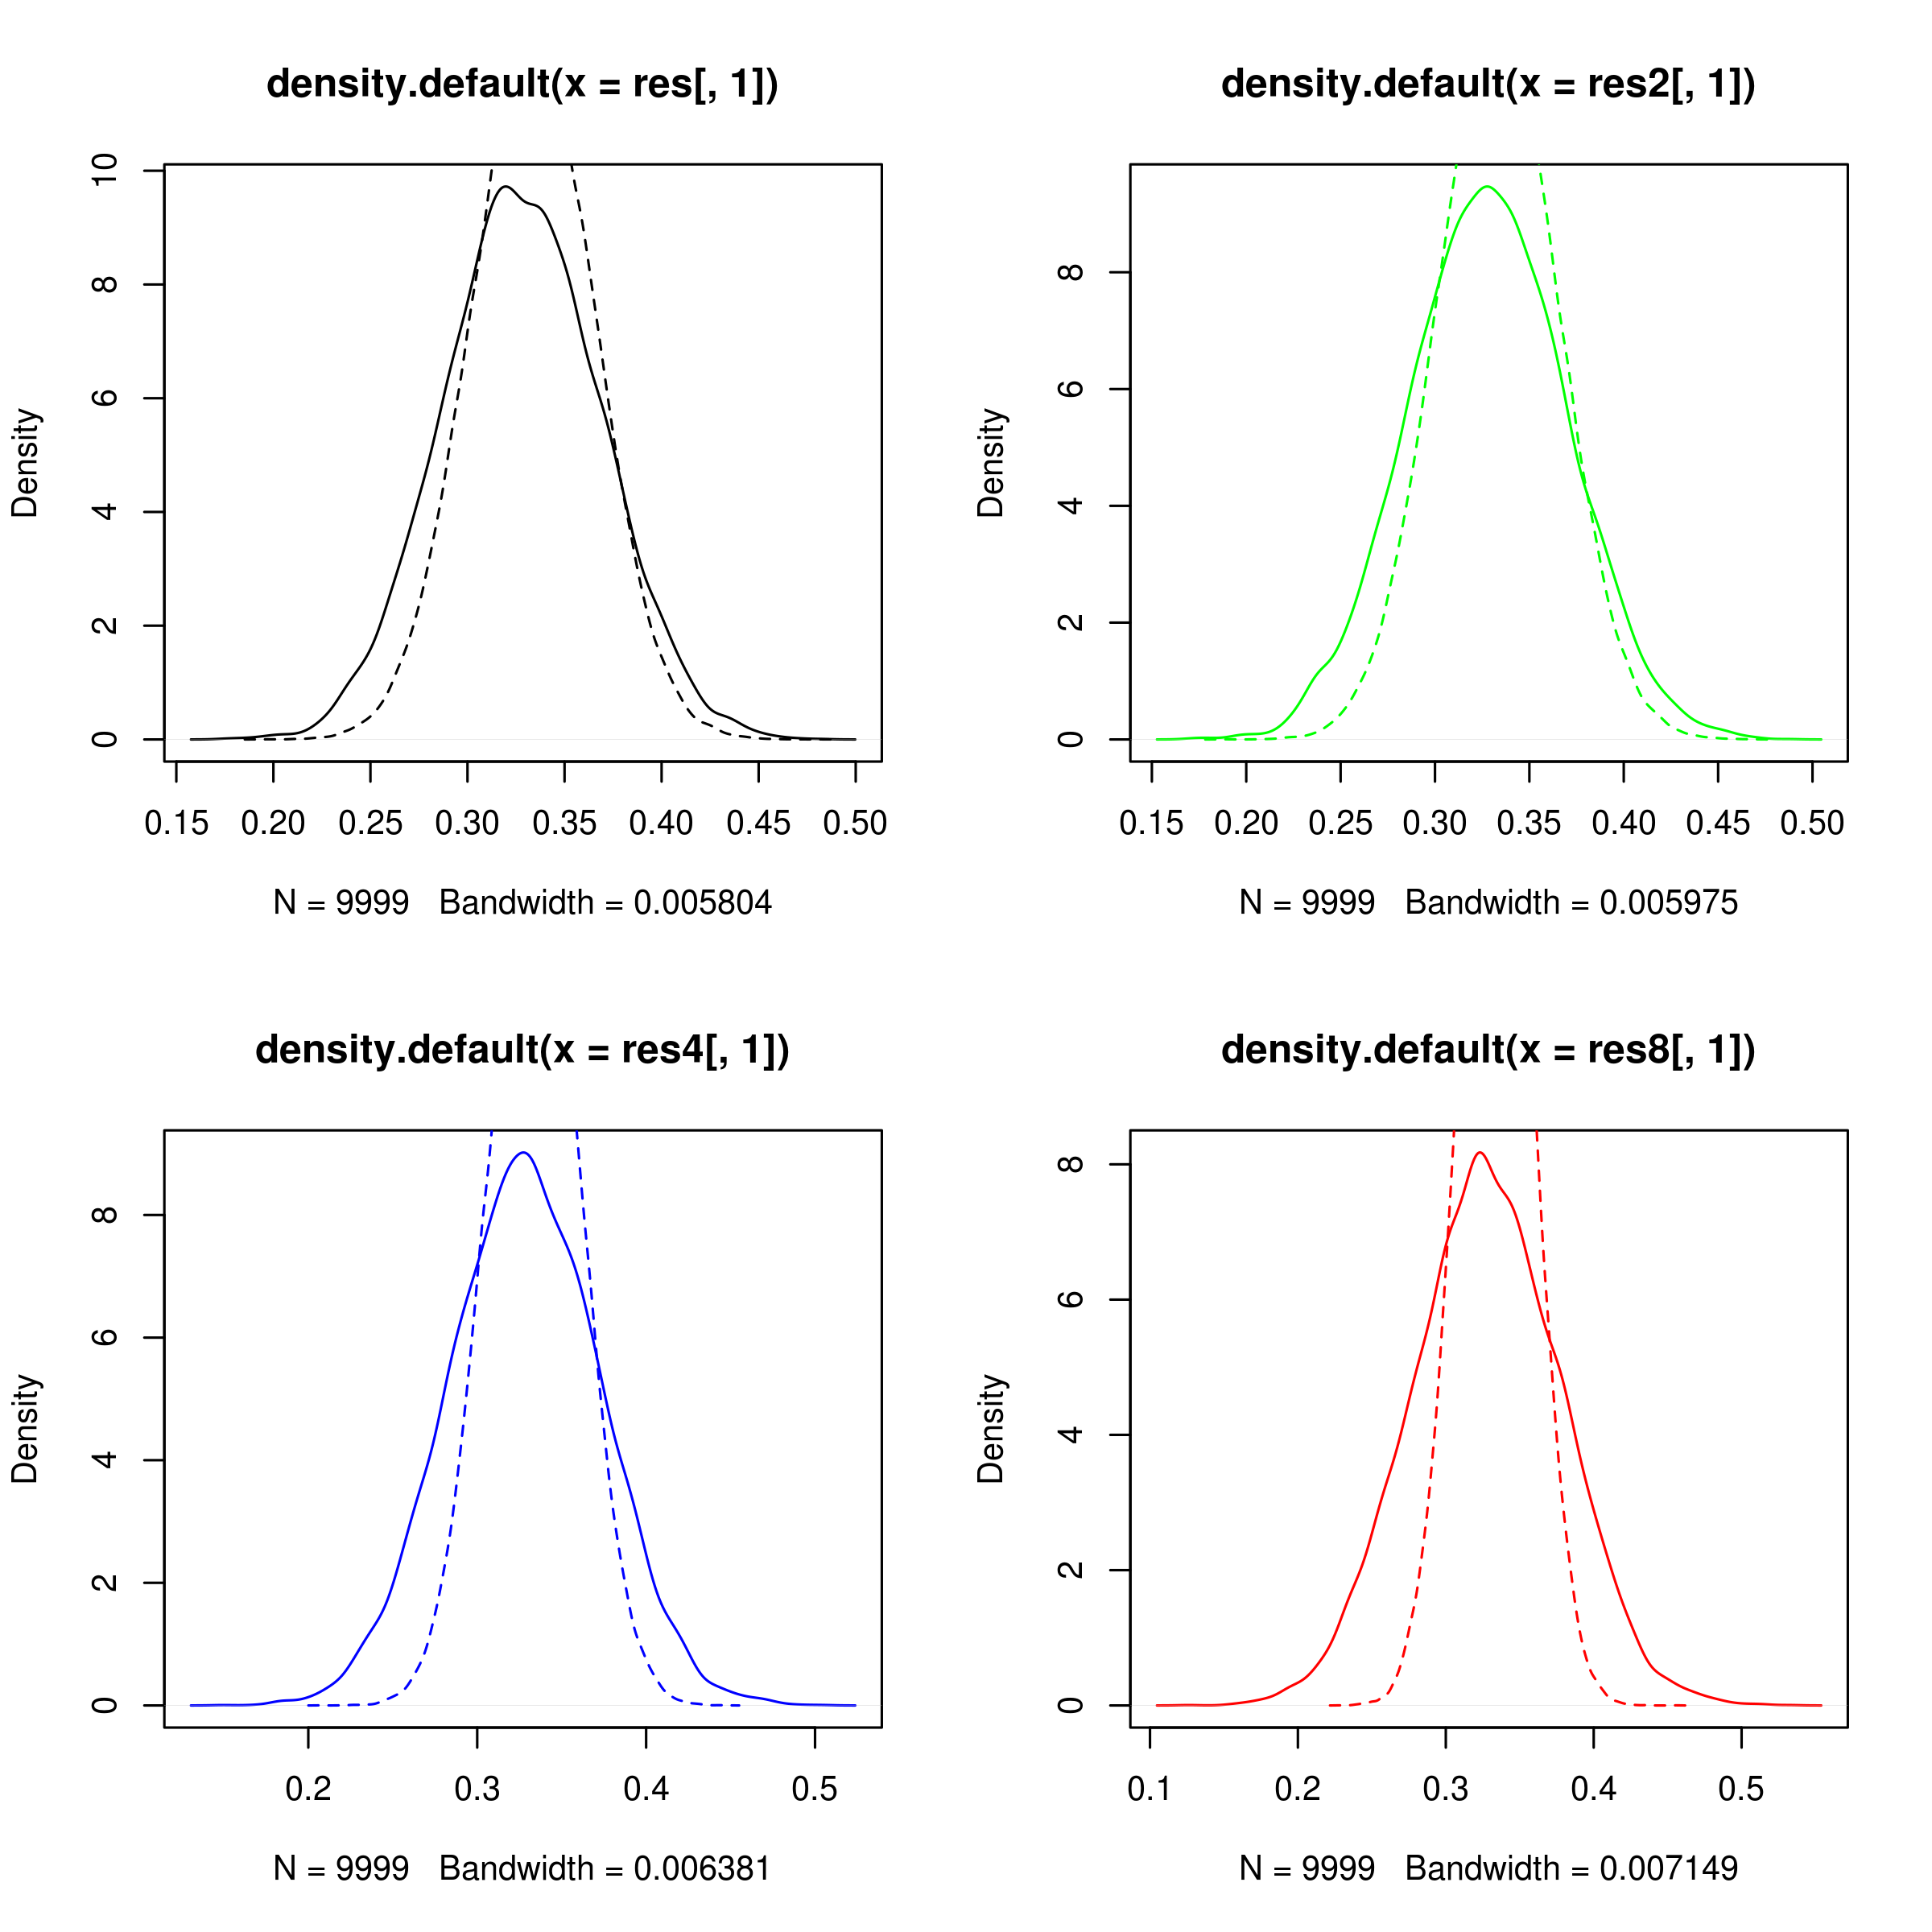 density.default(x = res[, 1])
10
8
6
4
2
0
Density
0.15 0.20 0.25 0.30 0.35 0.40 0.45 0.50
N = 9999 Bandwidth = 0.005804
density.default(x = res2[, 1])
8
6
4
2
0
Density
0.15 0.20 0.25 0.30 0.35 0.40 0.45 0.50
N = 9999 Bandwidth = 0.005975
density.default(x = res4[, 1])
8
6
4
2
0
Density
0.2 0.3 0.4 0.5
N = 9999 Bandwidth = 0.006381
density.default(x = res8[, 1])
8
6
4
2
0
Density
0.1 0.2 0.3 0.4 0.5
N = 9999 Bandwidth = 0.007149